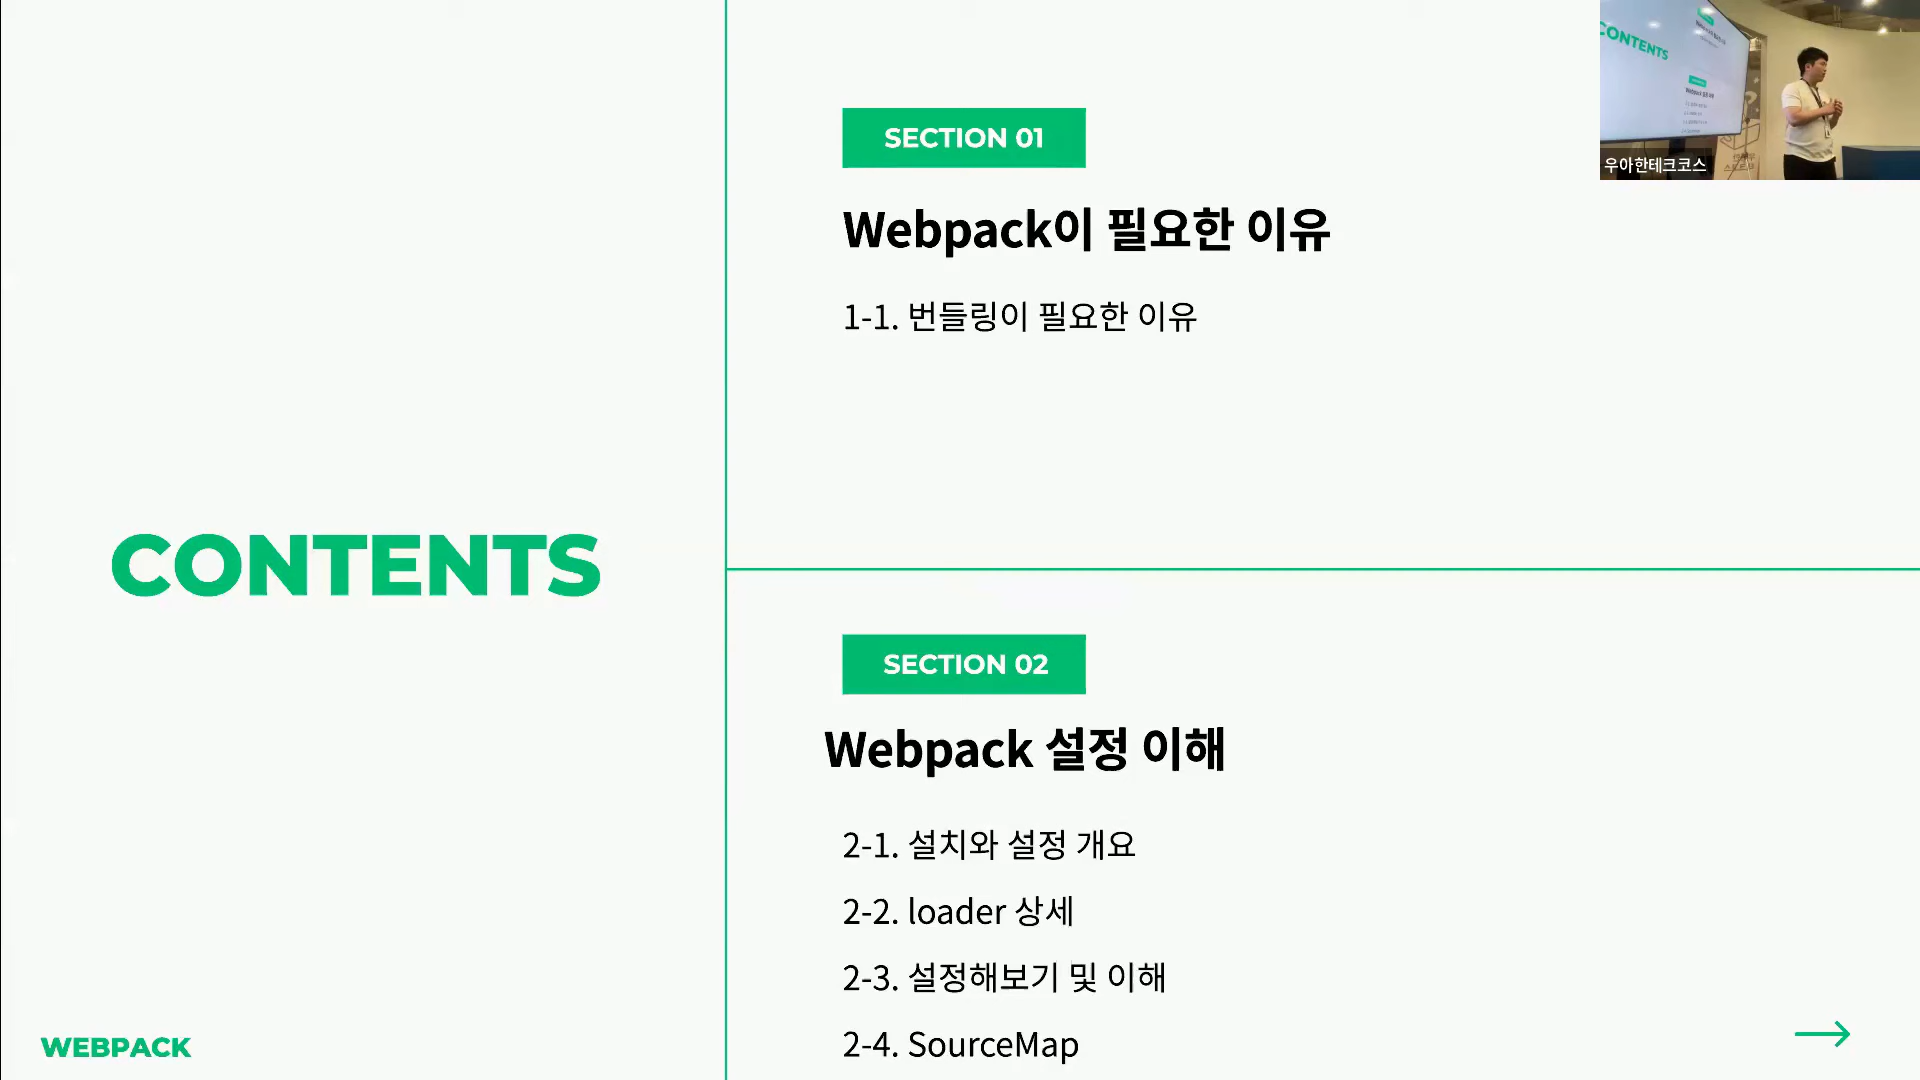 CONTENTS
SECTION 01
Webpack이 필요한 이유
1-1. 번들링이 필요한 이유
SECTION 02
Webpack 설정 이해
2-1. 설치와 설정 개요
2-2. loader 상세
2-3. 설정해보기 및 이해
2-4. SourceMap
WEBPACK
CONTENTS
우아한테크코스